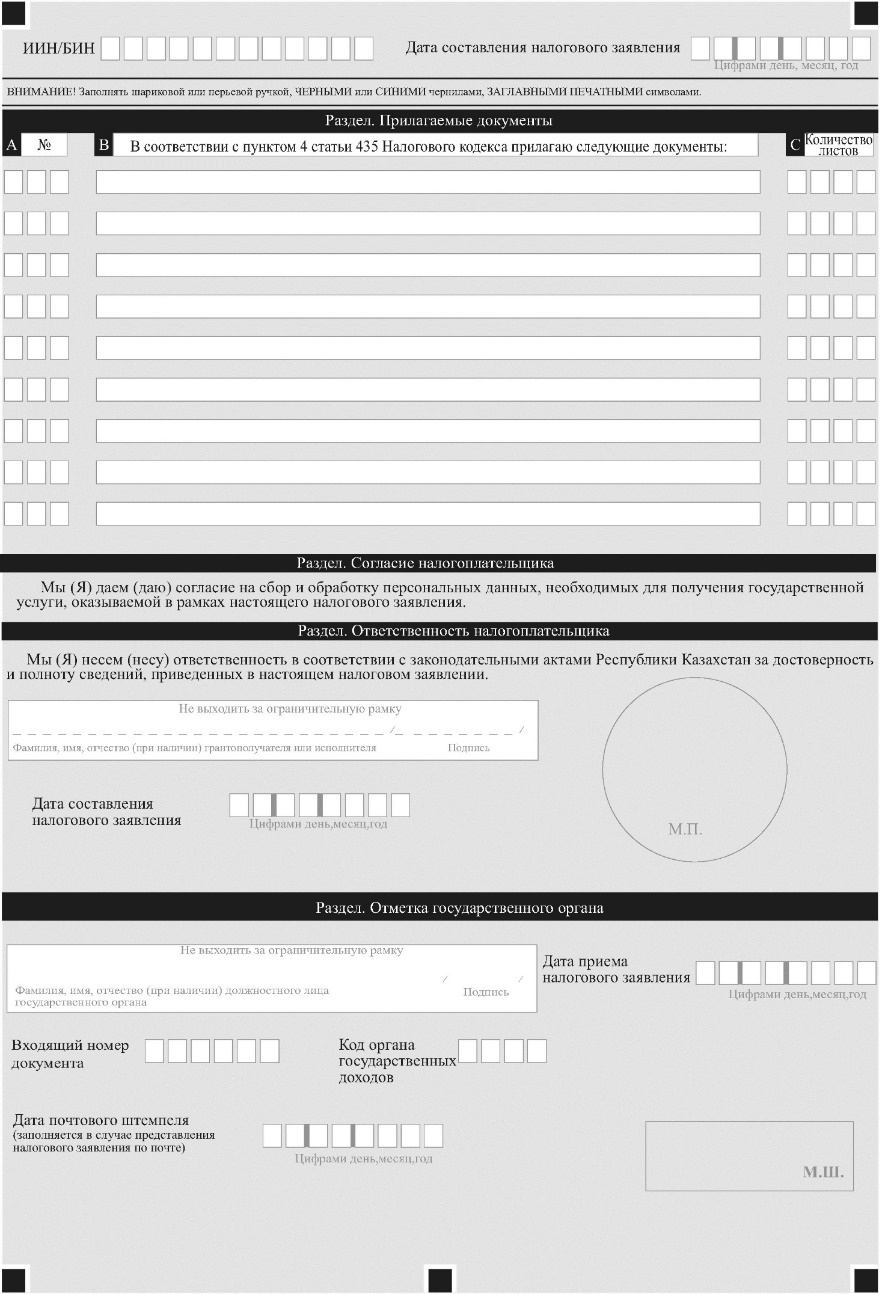 ИИН/БИН Дата составления налогового заявления
Цифрами день, месяц, год
ВНИМАНИЕ! Заполнять шариковой или перьевой ручкой, ЧЕРНЫМИ или СИНИМИ чернилами, ЗАГЛАВНЫМИ ПЕЧАТНЫМИ символами.
Раздел. Прилагаемые документы
A № B В соответствии с пунктом 4 статьи 435 Налогового кодекса прилагаю следующие документы: C Количество
листов
Раздел. Согласие налогоплательщика
Мы (Я) даем (даю) согласие на сбор и обработку персональных данных, необходимых для получения государственной
услуги, оказываемой в рамках настоящего налогового заявления.
Раздел. Ответственность налогоплательщика
Мы (Я) несем (несу) ответственность в соответствии с законодательными актами Республики Казахстан за достоверность
и полноту сведений, приведенных в настоящем налоговом заявлении.
Не выходить за ограничительную рамку
_ _ _ _ _ _ _ _ _ _ _ _ _ _ _ _ _ _ _ _ _ _ _ _ _ /_ _ _ _ _ _ _ _ /
Фамилия, имя, отчество (при наличии) грантополучателя или исполнителя Подпись
Дата составления
налогового заявления
Цифрами день,месяц,год
М.П.
Раздел. Отметка государственного органа
Не выходить за ограничительную рамку
/ /
Фамилия, имя, отчество (при наличии) должностного лица
государственного органа
Подпись
Дата приема
налогового заявления
Цифрами день,месяц,год
Входящий номер
документа
Код органа
государственных
доходов
Дата почтового штемпеля
(заполняется в случае представления
налогового заявления по почте)
Цифрами день,месяц,год
М.Ш.